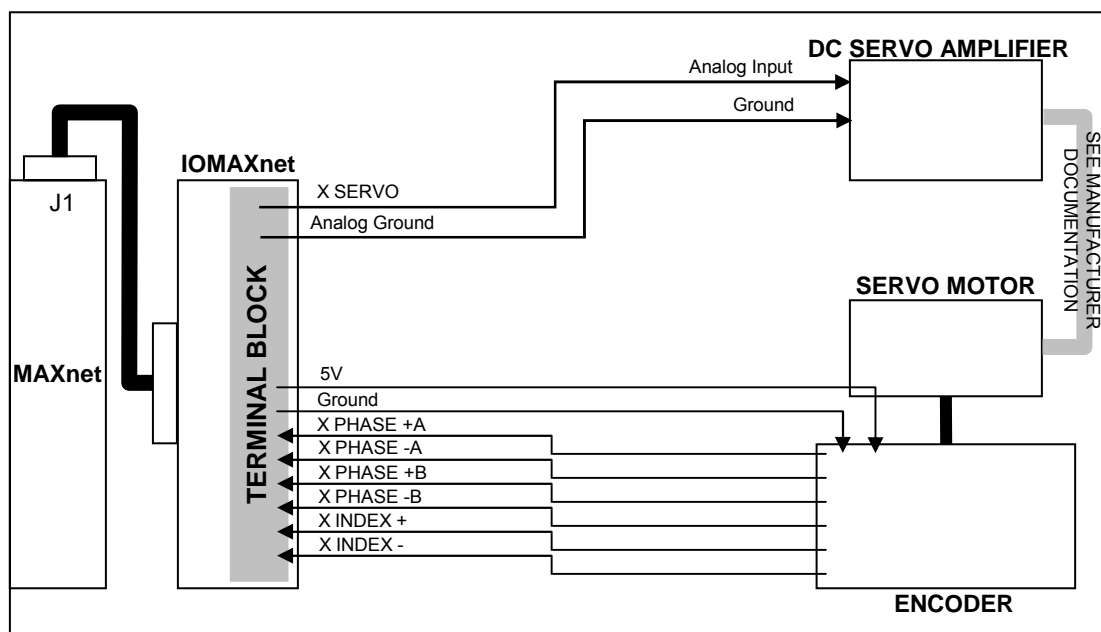 DC SERVO AMPLIFIER
Analog Input
Ground
SEE MANUFACTURER
DOCUMENTATION
IOMAXnet
J1
X SERVO
Analog Ground
TERMINAL BLOCK
SERVO MOTOR
MAXnet
5V
Ground
X PHASE +A
X PHASE -A
X PHASE +B
X PHASE -B
X INDEX +
X INDEX -
ENCODER